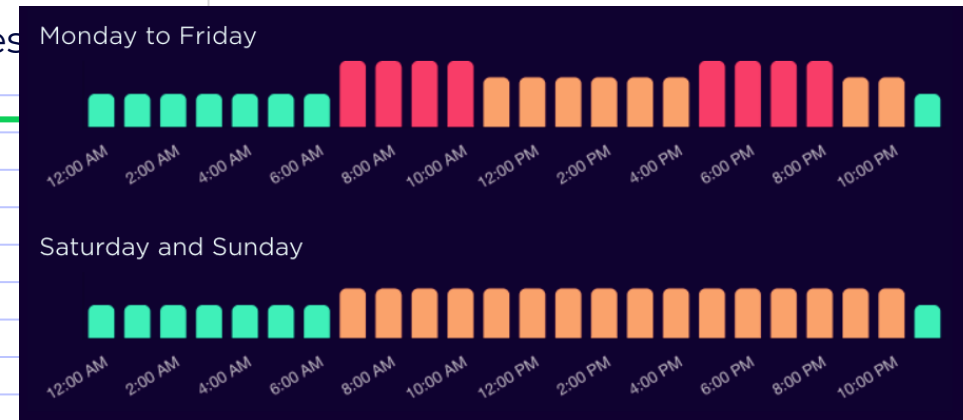 es
Monday to Friday
12:00 AM 2:00 AM 4:00 AM 6:00 AM 8:00 AM 10:00 AM 12:00 PM 2:00 PM 4:00 PM 6:00 PM 8:00 PM 10:00 PM
Saturday and Sunday
12:00 AM 2:00 AM 4:00 AM 6:00 AM 8:00 AM 10:00 AM 12:00 PM 2:00 PM 4:00 PM 6:00 PM 8:00 PM 10:00 PM